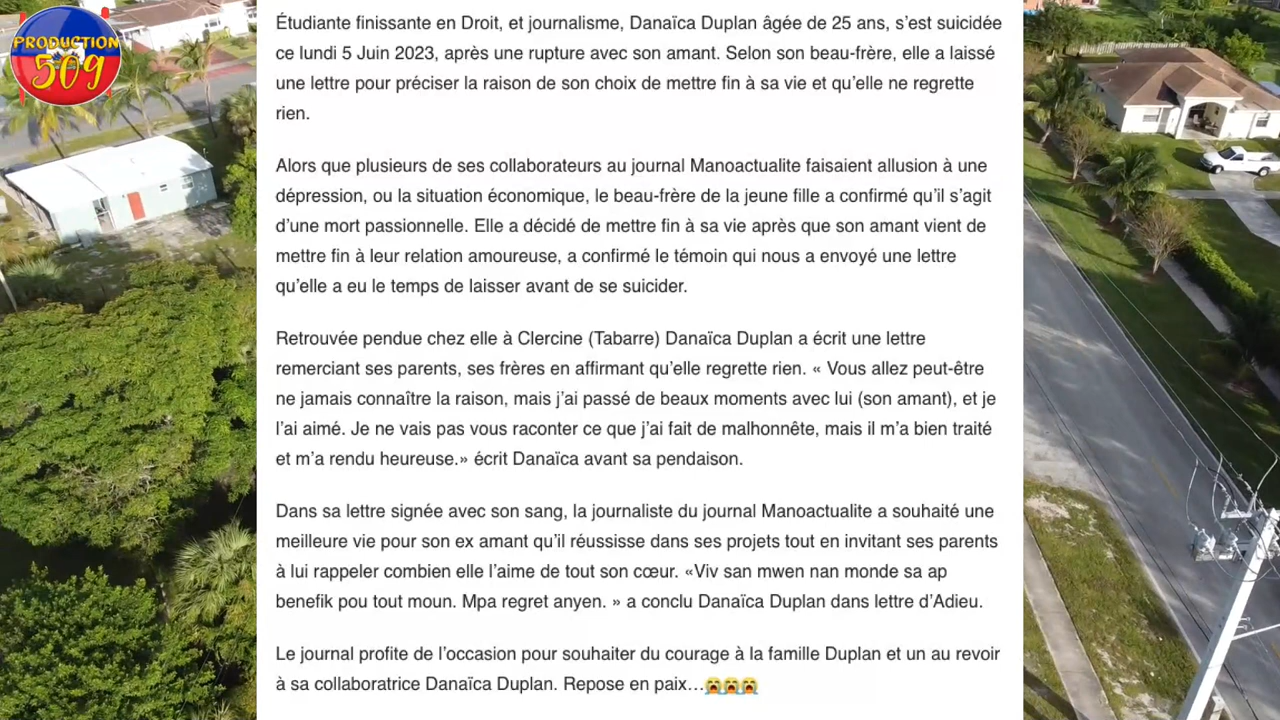 PRODUCTION
509
Étudiante finissante en Droit, et journalisme, Danaïca Duplan âgée de 25 ans, s’est suicidée
ce lundi 5 Juin 2023, après une rupture avec son amant. Selon son beau-frère, elle a laissé
une lettre pour préciser la raison de son choix de mettre fin à sa vie et qu’elle ne regrette
rien.
Alors que plusieurs de ses collaborateurs au journal Manoactualite faisaient allusion à une
dépression, ou la situation économique, le beau-frère de la jeune fille a confirmé qu’il s’agit
d’une mort passionnelle. Elle a décidé de mettre fin à sa vie après que son amant vient de
mettre fin à leur relation amoureuse, a confirmé le témoin qui nous a envoyé une lettre
qu’elle a eu le temps de laisser avant de se suicider.
Retrouvée pendue chez elle à Clercine (Tabarre) Danaïca Duplan a écrit une lettre
remerciant ses parents, ses frères en affirmant qu’elle regrette rien. « Vous allez peut-être
ne jamais connaître la raison, mais j’ai passé de beaux moments avec lui (son amant), et je
l’ai aimé. Je ne vais pas vous raconter ce que j’ai fait de malhonnête, mais il m’a bien traité
et m’a rendu heureuse.» écrit Danaïca avant sa pendaison.
Dans sa lettre signée avec son sang, la journaliste du journal Manoactualite a souhaité une
meilleure vie pour son ex amant qu’il réussisse dans ses projets tout en invitant ses parents
à lui rappeler combien elle l’aime de tout son cœur. «Viv san mwen nan monde sa ap
benefik pou tout moun. Mpa regret anyen. » a conclu Danaïca Duplan dans lettre d’Adieu.
Le journal profite de l’occasion pour souhaiter du courage à la famille Duplan et un au revoir
à sa collaboratrice Danaïca Duplan. Repose en paix…😭😭😭